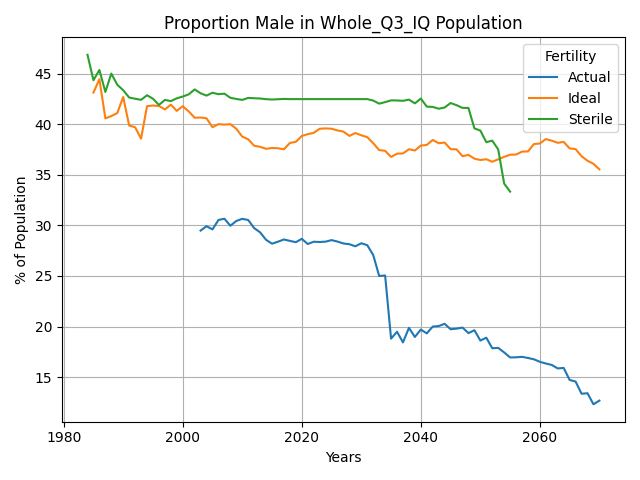 Proportion Male in Whole_Q3_IQ Population
Fertility
Actual
Ideal
Sterile
% of Population
45
40
35
30
25
20
15
1980
2000
2020
2040
2060
Years